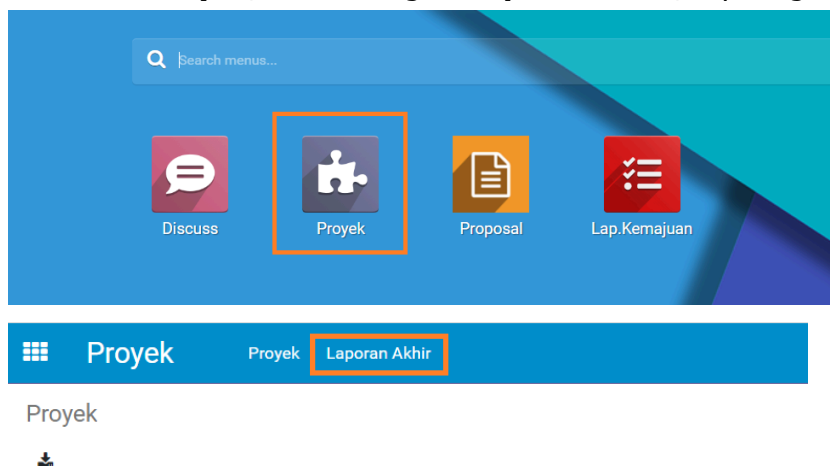 Search menus...
Discuss Proyek Proposal Lap.Kemajuan
Proyek Proyek Laporan Akhir
Proyek